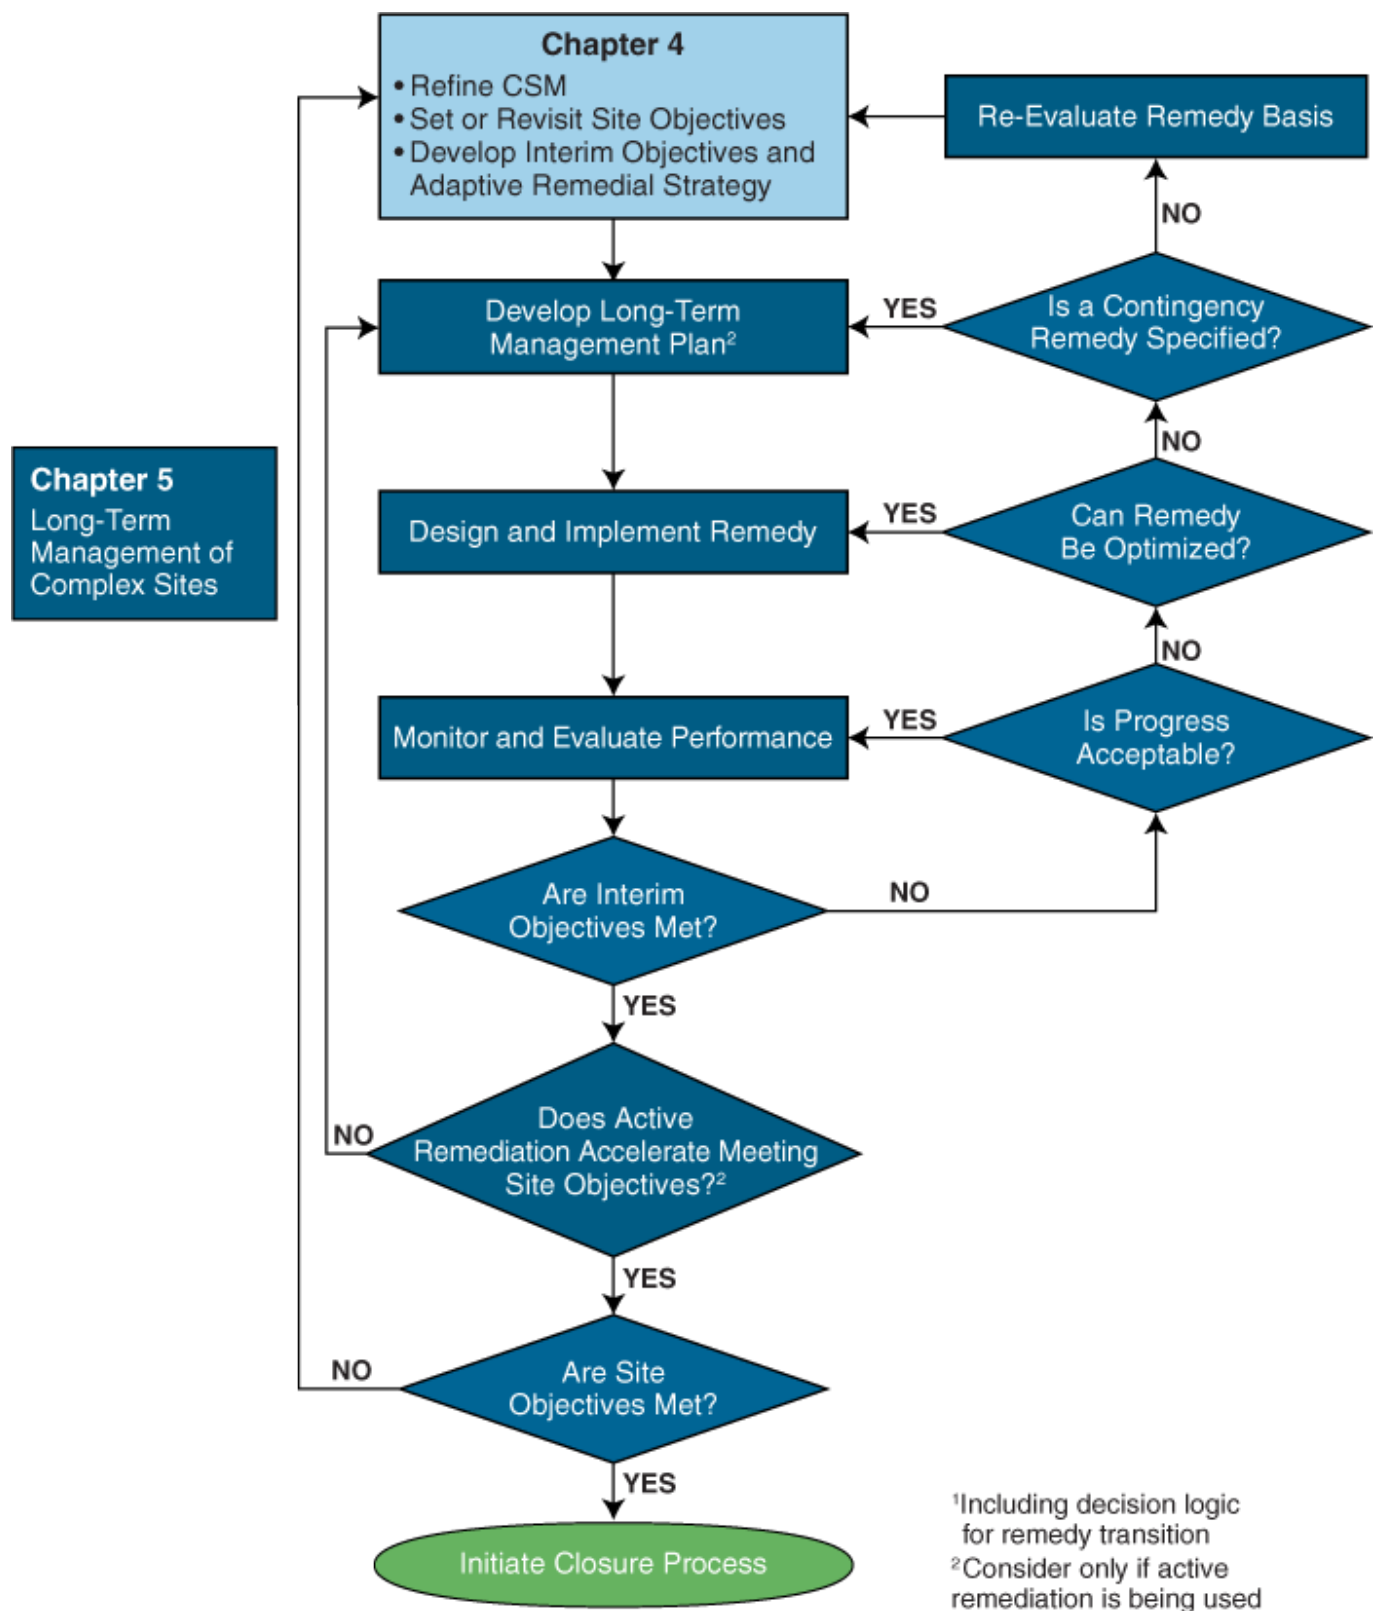 Chapter 4
• Refine CSM
• Set or Revisit Site Objectives
• Develop Interim Objectives and
Adaptive Remedial Strategy
Re-Evaluate Remedy Basis
NO
Develop Long-Term
Management Plan²
YES
Is a Contingency
Remedy Specified?
NO
Chapter 5
Long-Term
Management of
Complex Sites
Design and Implement Remedy
YES
Can Remedy
Be Optimized?
NO
Monitor and Evaluate Performance
YES
Is Progress
Acceptable?
Are Interim
Objectives Met?
NO
YES
Does Active
Remediation Accelerate Meeting
Site Objectives?²
NO
YES
Are Site
Objectives Met?
NO
YES
Initiate Closure Process
¹Including decision logic
for remedy transition
²Consider only if active
remediation is being used